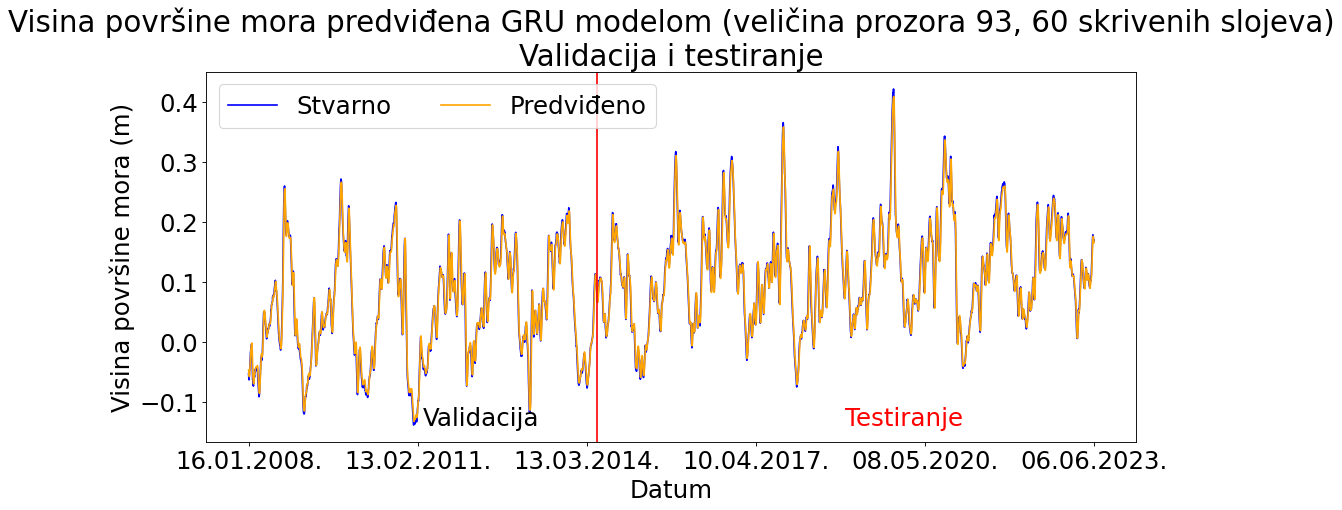 Visina površine mora predviđena GRU modelom (veličina prozora 93, 60 skrivenih slojeva)
Validacija i testiranje
Stvarno
Predviđeno
Visina površine mora (m)
0.4
0.3
0.2
0.1
0.0
−0.1
Validacija
Testiranje
16.01.2008.
13.02.2011.
13.03.2014.
10.04.2017.
08.05.2020.
06.06.2023.
Datum